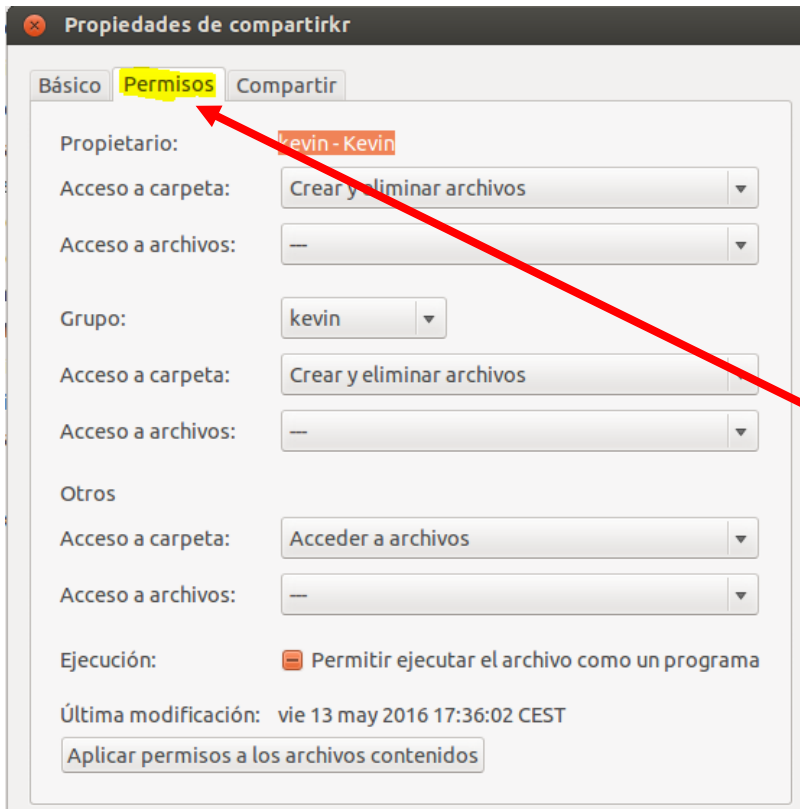 Propiedades de compartirkr
Básico Permisos Compartir
Propietario: kevin - Kevin
Acceso a carpeta: Crear y eliminar archivos
Acceso a archivos: ---
Grupo: kevin
Acceso a carpeta: Crear y eliminar archivos
Acceso a archivos: ---
Otros
Acceso a carpeta: Acceder a archivos
Acceso a archivos: ---
Ejecución: Permitir ejecutar el archivo como un programa
Última modificación: vie 13 may 2016 17:36:02 CEST
Aplicar permisos a los archivos contenidos